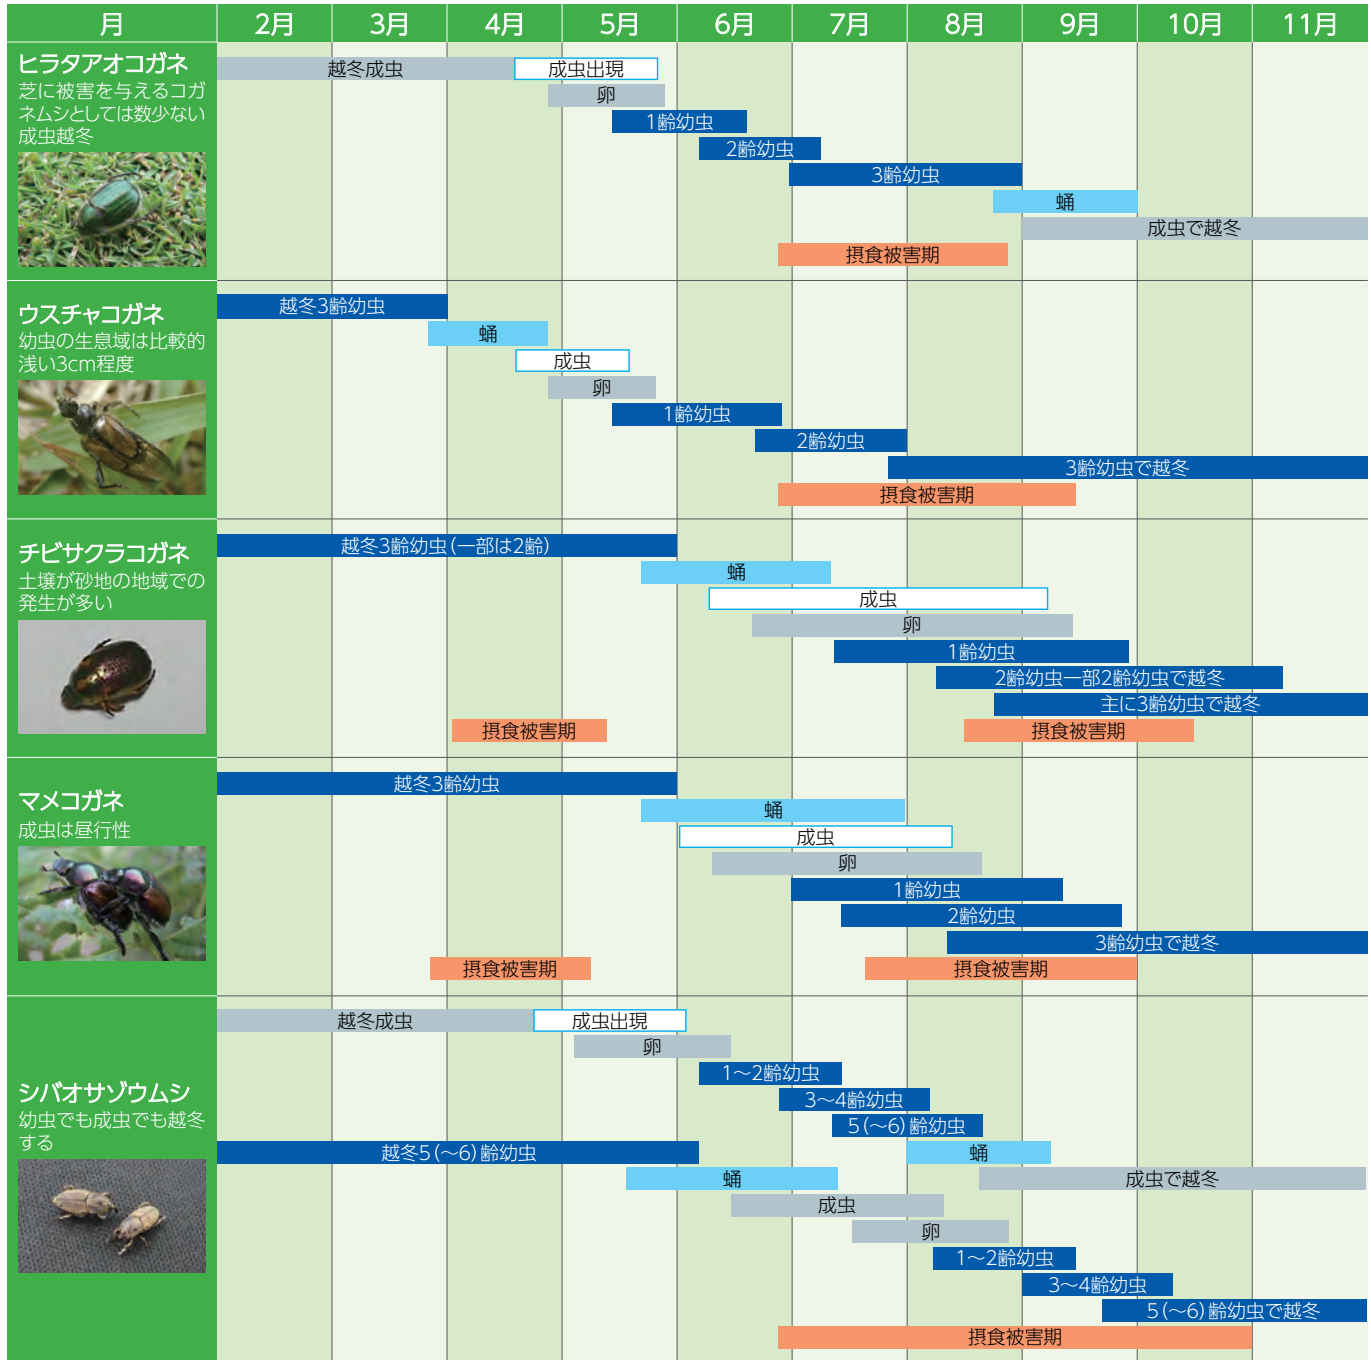 月 2月 3月 4月 5月 6月 7月 8月 9月 10月 11月
ヒラタアオコガネ
芝に被害を与えるコガ
ネムシとしては数少ない
成虫越冬
越冬成虫 成虫出現
卵
1齢幼虫
2齢幼虫
3齢幼虫
蛹
成虫で越冬
摂食被害期
ウスチャコガネ
幼虫の生息域は比較的
浅い3cm程度
越冬3齢幼虫
蛹
成虫
卵
1齢幼虫
2齢幼虫
3齢幼虫で越冬
摂食被害期
チビサクラコガネ
土壌が砂地の地域での
発生が多い
越冬3齢幼虫(一部は2齢)
蛹
成虫
卵
1齢幼虫
2齢幼虫一部2齢幼虫で越冬
主に3齢幼虫で越冬
摂食被害期 摂食被害期
マメコガネ
成虫は昼行性
越冬3齢幼虫
蛹
成虫
卵
1齢幼虫
2齢幼虫
3齢幼虫で越冬
摂食被害期 摂食被害期
シバオサゾウムシ
幼虫でも成虫でも越冬
する
越冬成虫 成虫出現
卵
1〜2齢幼虫
3〜4齢幼虫
5(〜6)齢幼虫
越冬5(〜6)齢幼虫 蛹
蛹 成虫で越冬
成虫
卵
1〜2齢幼虫
3〜4齢幼虫
5(〜6)齢幼虫で越冬
摂食被害期